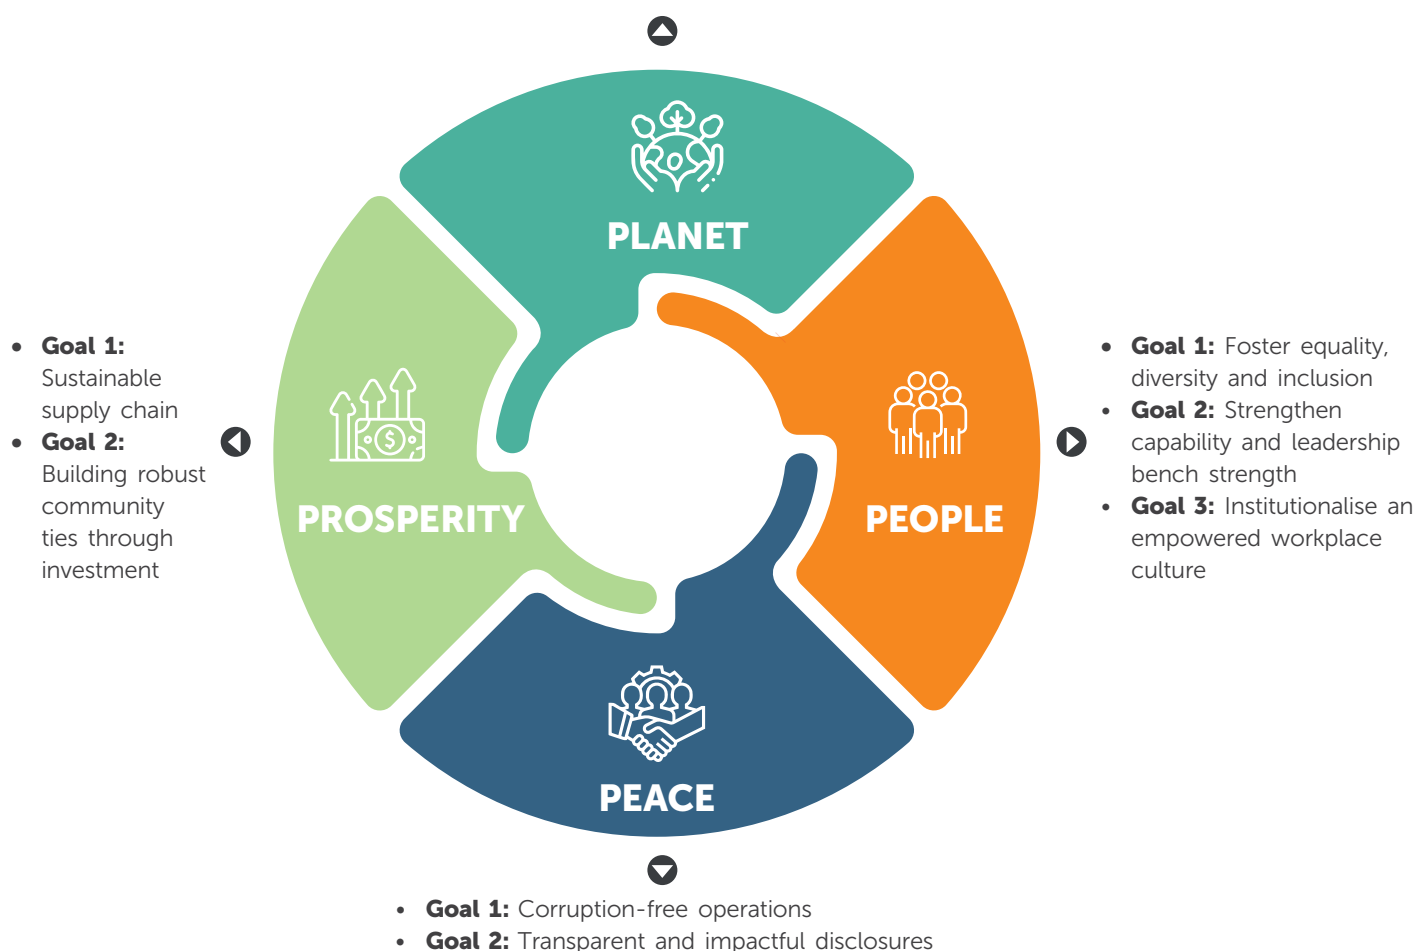 PLANET
• Goal 1:
Sustainable
supply chain
• Goal 2:
Building robust
community
ties through
investment
PROSPERITY
PEOPLE
• Goal 1: Foster equality,
diversity and inclusion
• Goal 2: Strengthen
capability and leadership
bench strength
• Goal 3: Institutionalise an
empowered workplace
culture
PEACE
• Goal 1: Corruption-free operations
• Goal 2: Transparent and impactful disclosures